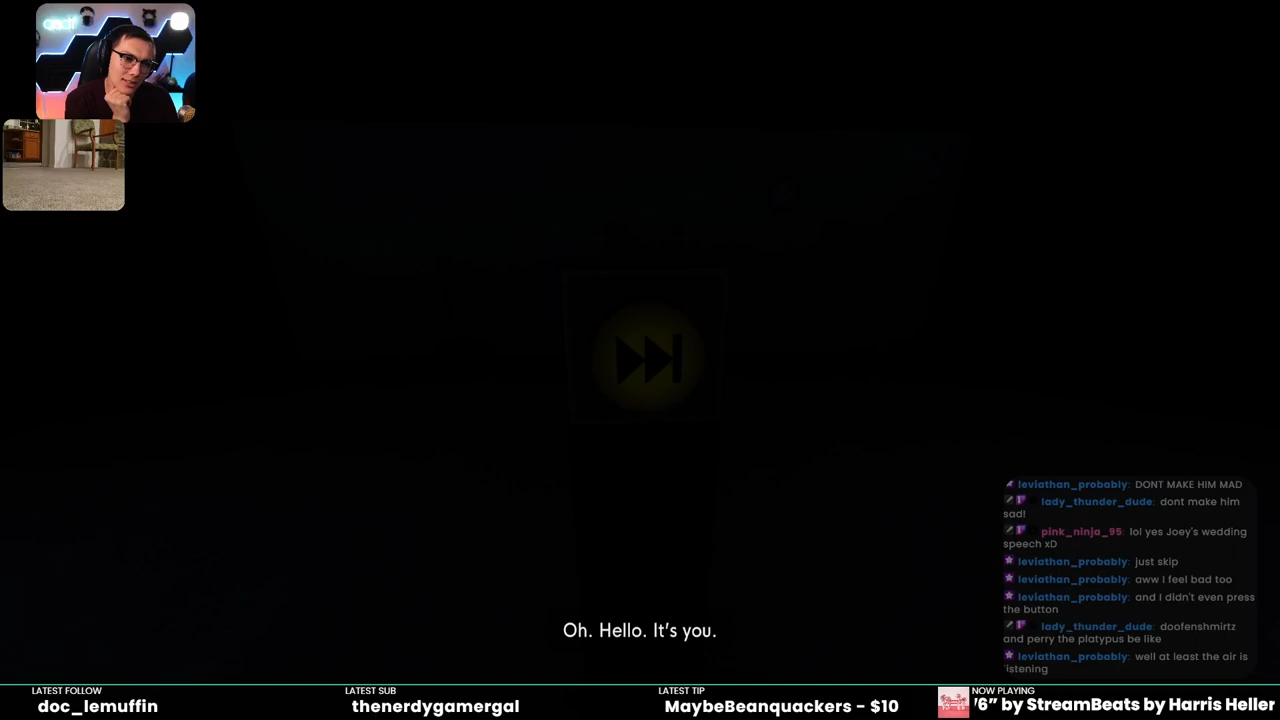 Oh. Hello. It's you.
leviathan_probably: DONT MAKE HIM MAD
lady_thunder_dude: dont make him
sad!
pink_ninja_95: lol yes Joey's wedding
speech xD
leviathan_probably: just skip
leviathan_probably: aww I feel bad too
leviathan_probably: and I didn't even press
the button
lady_thunder_dude: doofenshmirtz
and perry the platypus be like
leviathan_probably: well at least the air is
listening
LATEST FOLLOW
doc_lemuffin
LATEST SUB
thenerdygamergal
LATEST TIP
MaybeBeanquackers - $10
NOW PLAYING
'6” by StreamBeats by Harris Heller